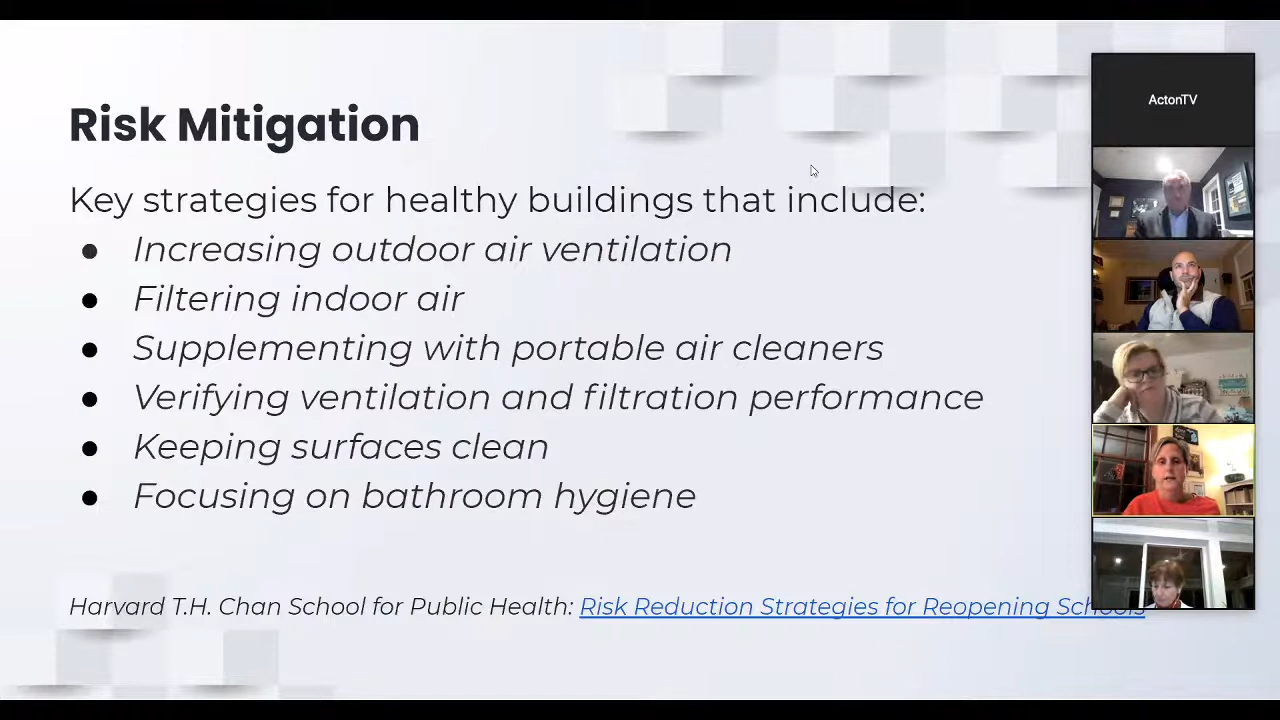 Risk Mitigation
Key strategies for healthy buildings that include:
● Increasing outdoor air ventilation
● Filtering indoor air
● Supplementing with portable air cleaners
● Verifying ventilation and filtration performance
● Keeping surfaces clean
● Focusing on bathroom hygiene
Harvard T.H. Chan School for Public Health: Risk Reduction Strategies for Reopening Schools
ActonTV